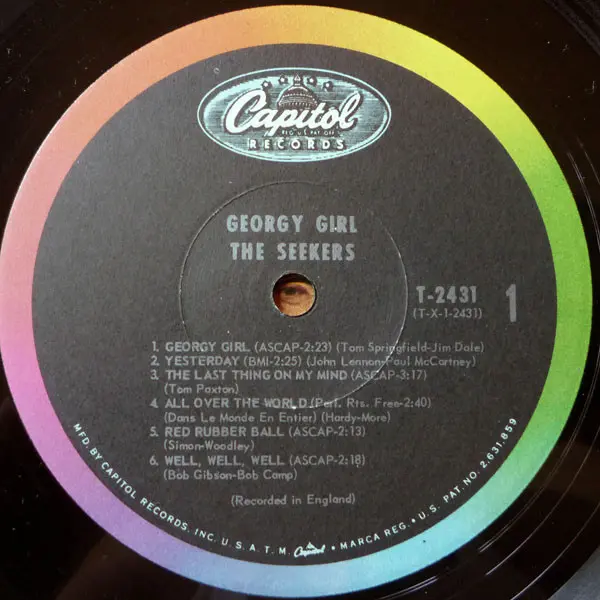 Capitol
REG. U.S. PAT. OFF.
RECORDS
GEORGY GIRL
THE SEEKERS
T-2431
(T-X-1-2431)
1
1. GEORGY GIRL (ASCAP-2:23) (Tom Springfield-Jim Dale)
2. YESTERDAY (BMI-2:25) (John Lennon-Paul McCartney)
3. THE LAST THING ON MY MIND (ASCAP-3:17)
(Tom Paxton)
4. ALL OVER THE WORLD (Perf. Rts. Free-2:40)
(Dans Le Monde En Entier) (Hardy-More)
5. RED RUBBER BALL (ASCAP-2:13)
(Simon-Woodley)
6. WELL, WELL, WELL (ASCAP-2:18)
(Bob Gibson-Bob Camp)
(Recorded in England)
MFD. BY CAPITOL RECORDS, INC. U.S.A. T.M. Capitol • MARCA REG. • U.S. PAT. NO. 2,631,859